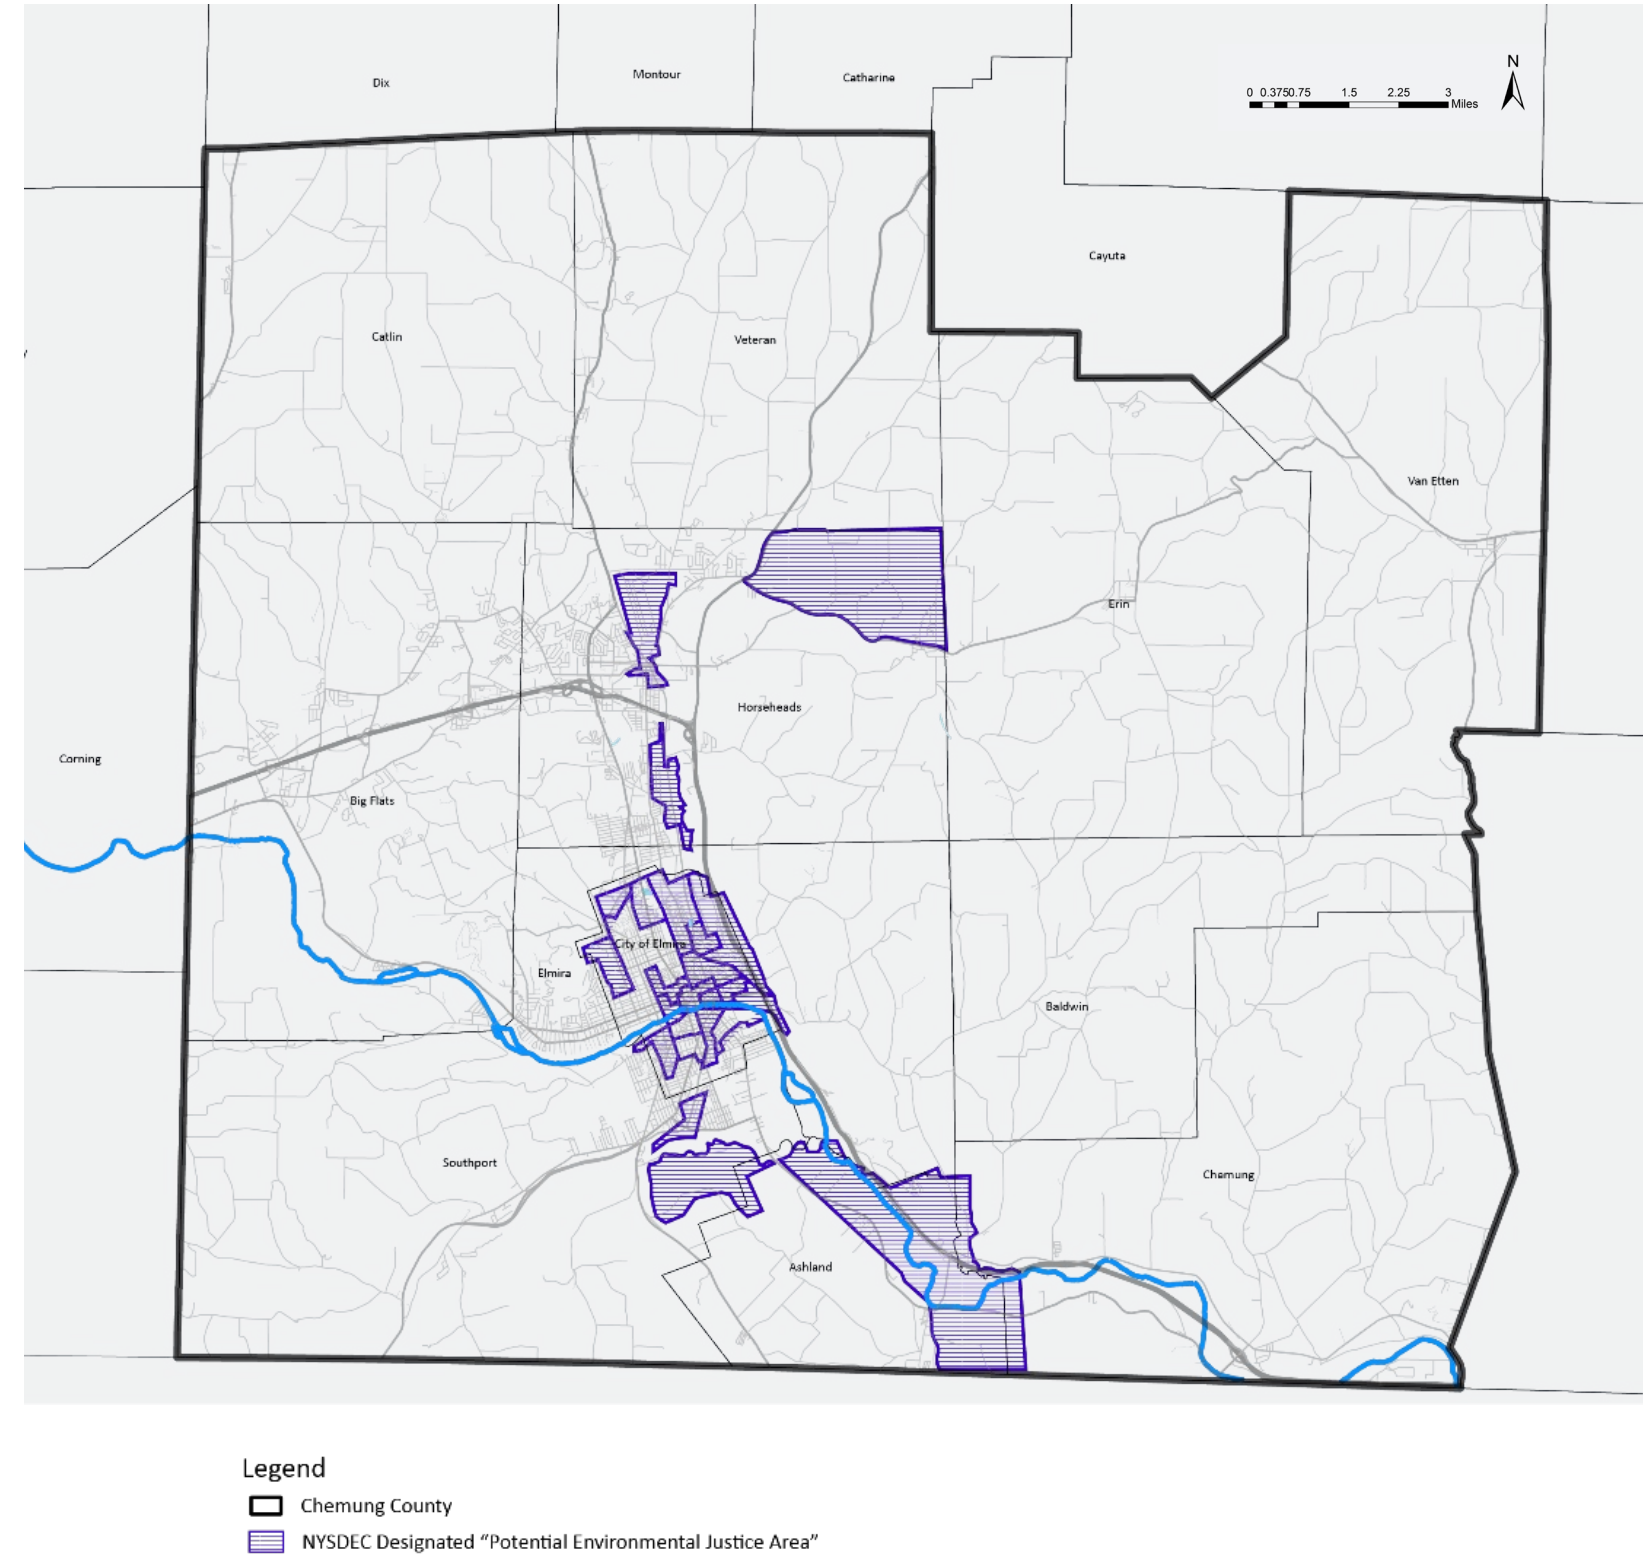 N
0 0.3750.75 1.5 2.25 3
Miles
Dix
Montour
Catharine
Cayuta
Catlin
Veteran
Van Etten
Erin
Horseheads
Corning
Big Flats
City of Elmira
Elmira
Baldwin
Southport
Chemung
Ashland
Legend
Chemung County
NYSDEC Designated “Potential Environmental Justice Area”